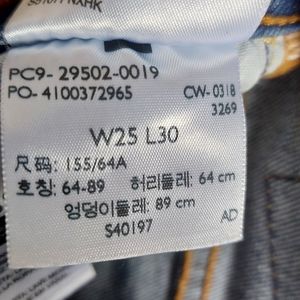 PC9- 29502-0019
PO- 4100372965 CW- 0318
3269
W25 L30
尺码: 155/64A
호칭: 64-89 허리둘레: 64 cm
엉덩이둘레: 89 cm
S40197 AD